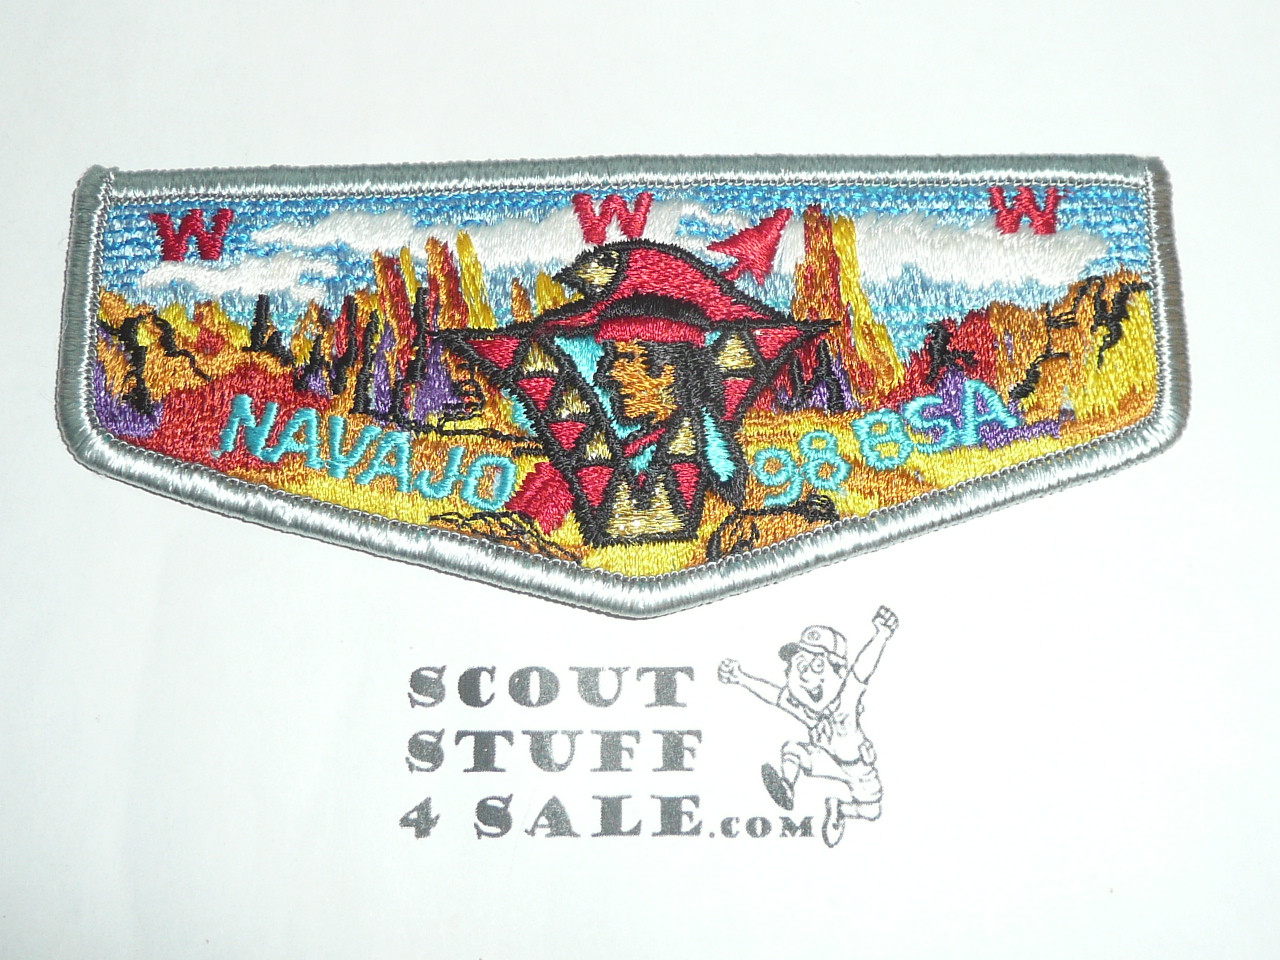 W W W
NAVAJO 98 BSA
SCOUT
STUFF
4 SALE.COM